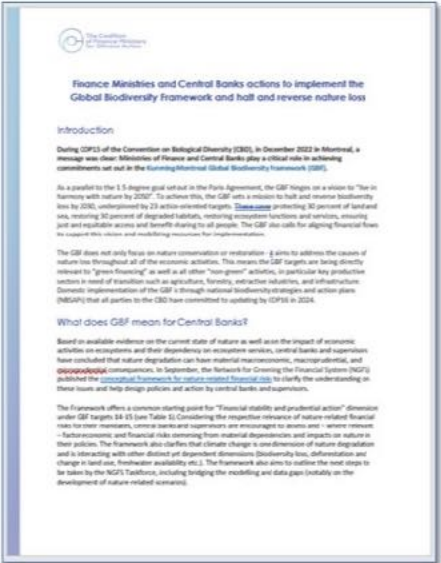 The Coalition
of Finance Ministers
for Climate Action
Finance Ministries and Central Banks actions to implement the
Global Biodiversity Framework and halt and reverse nature loss
Introduction
During COP15 of the Convention on Biological Diversity (CBD), in December 2022 in Montreal, a
message was clear: Ministries of Finance and Central Banks play a critical role in achieving
commitments set out in the Kunming-Montreal Global Biodiversity Framework (GBF).
As a parallel to the 1.5 degree goal set out in the Paris Agreement, the GBF hinges on a vision to "live in
harmony with nature by 2050". To achieve this, the GBF sets a mission to halt and reverse biodiversity
loss by 2030, underpinned by 23 action-oriented targets. These cover protecting 30 percent of land and
sea, restoring 30 percent of degraded habitats, restoring ecosystem functions and services, ensuring
just and equitable access and benefit-sharing to all people. The GBF also calls for aligning financial flows
to support this vision and mobilizing resources for implementation.
The GBF does not only focus on nature conservation or restoration - it aims to address the causes of
nature loss throughout all of the economic activities. This means the GBF targets are being directly
relevant to "green financing" as well as all other "non-green" activities, in particular key productive
sectors in need of transition such as agriculture, forestry, extractive industries, and infrastructure
Domestic implementation of the GBF is through national biodiversity strategies and action plans
(NBSAPs) that all parties to the CBD have committed to updating by COP16 in 2024.
What does GBF mean for Central Banks?
Based on available evidence on the current state of nature as well as on the impact of economic
activities on ecosystems and their dependency on ecosystem service, central banks and supervisors
have concluded that nature degradation can have material macroeconomic, macroprudential, and
microprudential consequences. In September, the Network for Greening the Financial System (NGFS)
published the conceptual framework for nature-related financial risks to clarify the understanding on
these issues and help design policies and action by central banks and supervisors.
The Framework offers a common starting point for "Financial stability and prudential action" dimension
under GBF targets 14-15 (see Table 1) Considering the respective relevance of nature-related financial
risks for their mandates, central banks and supervisors are encouraged to assess and – where relevant
– factor economic and financial risks stemming from material dependencies and impacts on nature in
their policies. The framework also clarifies that climate change is one dimension of nature degradation
and is interacting with other distinct yet dependent dimensions (biodiversity loss, deforestation and
change in land use, freshwater availability etc.). The framework also aims to outline the next steps to
be taken by the NGFS Taskforce, including bridging the modelling and data gaps (notably on the
development of nature-related scenarios).